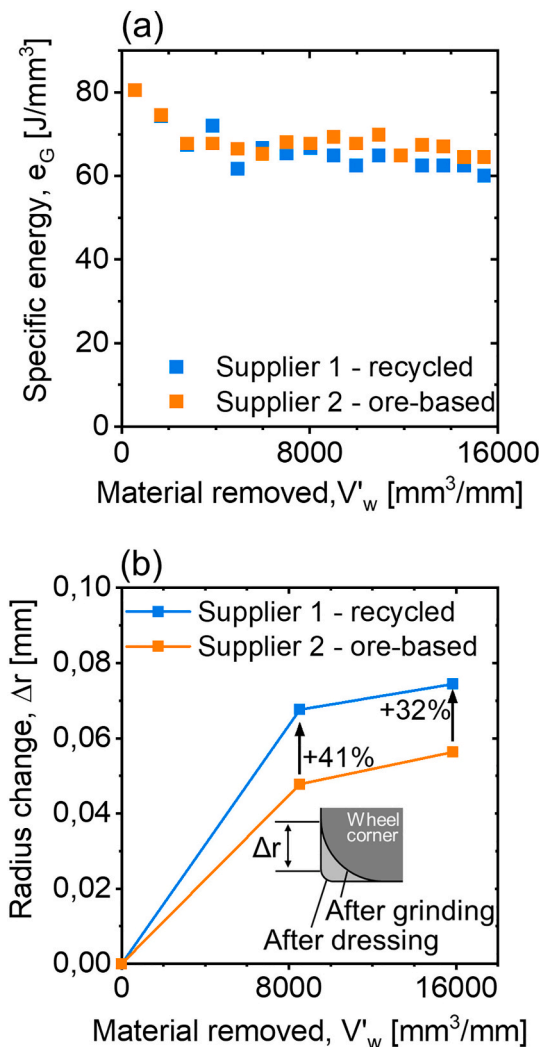 (a)
Specific energy, e_G [J/mm³]
80
60
40
20
0
Supplier 1 - recycled
Supplier 2 - ore-based
0 8000 16000
Material removed,V'_w [mm³/mm]
(b)
Radius change, Δr [mm]
0,10
0,08
0,06
0,04
0,02
0,00
Supplier 1 - recycled
Supplier 2 - ore-based
+32%
+41%
Wheel
corner
Δr
After grinding
After dressing
0 8000 16000
Material removed, V'_w [mm³/mm]